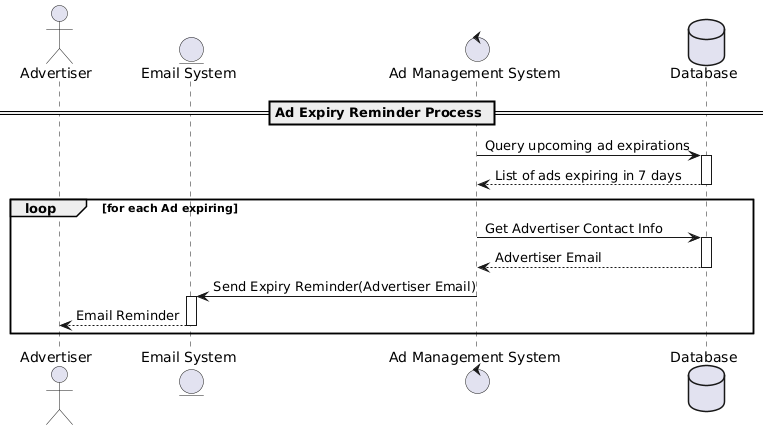 Advertiser
Email System
Ad Management System
Database
Ad Expiry Reminder Process
Query upcoming ad expirations
List of ads expiring in 7 days
loop
[for each Ad expiring]
Get Advertiser Contact Info
Advertiser Email
Send Expiry Reminder(Advertiser Email)
Email Reminder
Advertiser
Email System
Ad Management System
Database